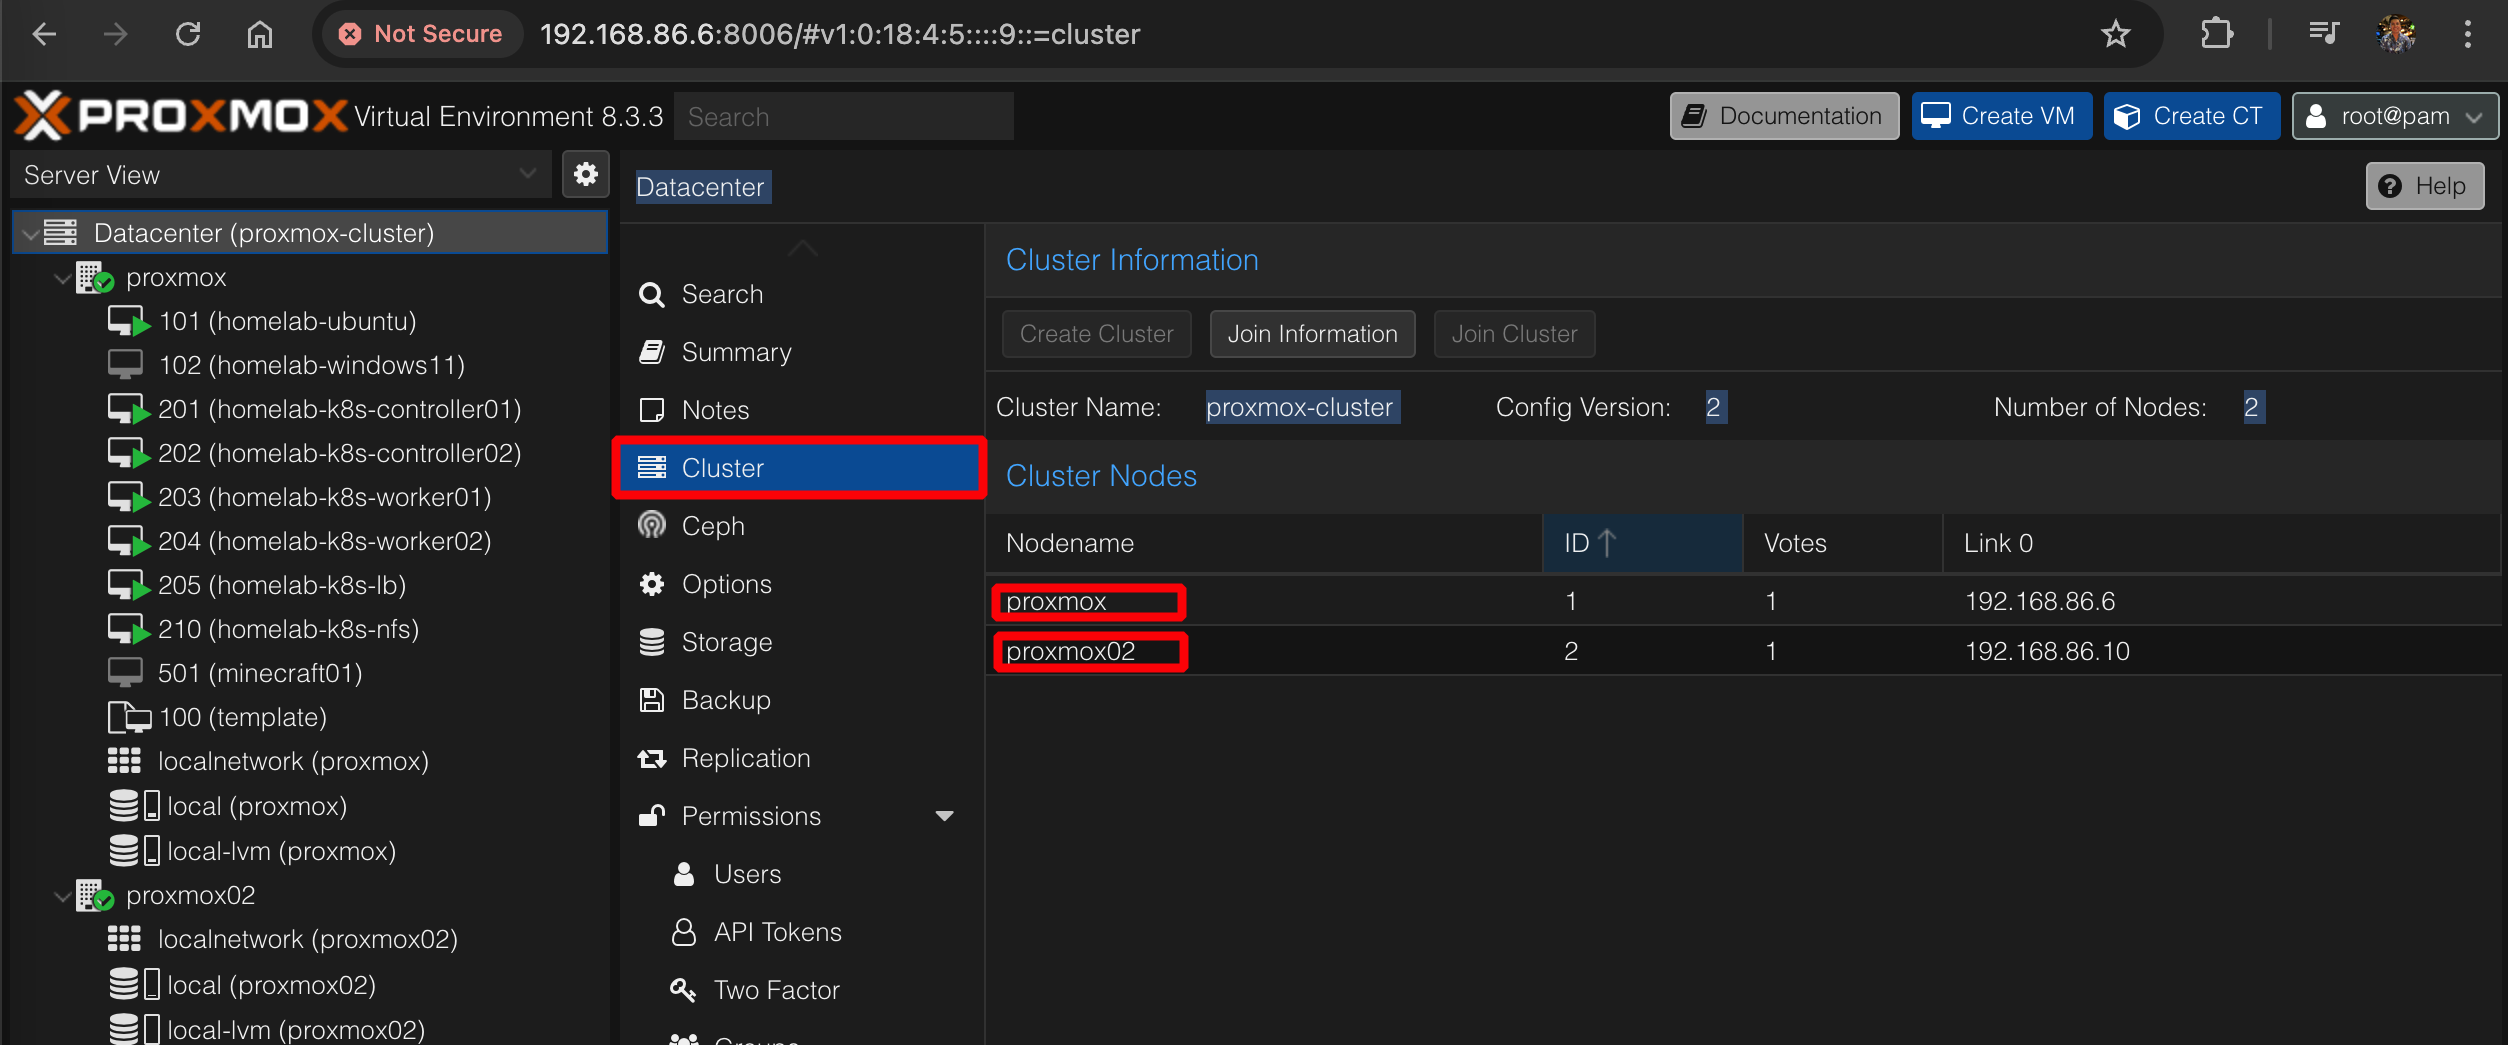 Not Secure 192.168.86.6:8006/#v1:0:18:4:5::::9::=cluster
PROXMOX Virtual Environment 8.3.3 Search Documentation Create VM Create CT root@pam
Server View
Datacenter Help
Datacenter (proxmox-cluster)
proxmox
101 (homelab-ubuntu)
102 (homelab-windows11)
201 (homelab-k8s-controller01)
202 (homelab-k8s-controller02)
203 (homelab-k8s-worker01)
204 (homelab-k8s-worker02)
205 (homelab-k8s-lb)
210 (homelab-k8s-nfs)
501 (minecraft01)
100 (template)
localnetwork (proxmox)
local (proxmox)
local-lvm (proxmox)
proxmox02
localnetwork (proxmox02)
local (proxmox02)
local-lvm (proxmox02)
Search
Summary
Notes
Cluster
Ceph
Options
Storage
Backup
Replication
Permissions
Users
API Tokens
Two Factor
Groups
Cluster Information
Create Cluster Join Information Join Cluster
Cluster Name: proxmox-cluster Config Version: 2 Number of Nodes: 2
Cluster Nodes
Nodename ID Votes Link 0
proxmox 1 1 192.168.86.6
proxmox02 2 1 192.168.86.10